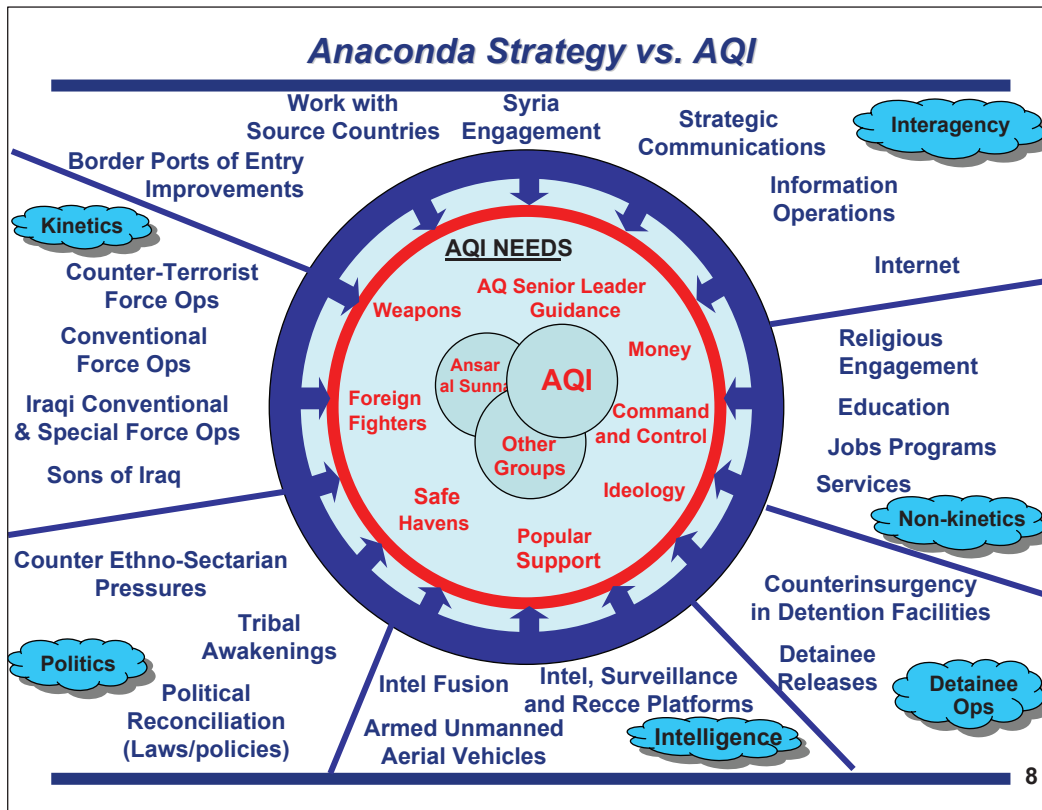 Anaconda Strategy vs. AQI
Work with
Source Countries
Syria
Engagement
Strategic
Communications
Interagency
Information
Operations
Internet
Border Ports of Entry
Improvements
Kinetics
Counter-Terrorist
Force Ops
Conventional
Force Ops
Iraqi Conventional
& Special Force Ops
Sons of Iraq
AQI NEEDS
Weapons
AQ Senior Leader
Guidance
Money
Foreign
Fighters
Ansar
al Sunna
AQI
Other
Groups
Command
and Control
Safe
Havens
Ideology
Popular
Support
Religious
Engagement
Education
Jobs Programs
Services
Non-kinetics
Counter Ethno-Sectarian
Pressures
Tribal
Awakenings
Politics
Political
Reconciliation
(Laws/policies)
Intel Fusion
Armed Unmanned
Aerial Vehicles
Intel, Surveillance
and Recce Platforms
Intelligence
Counterinsurgency
in Detention Facilities
Detainee
Releases
Detainee
Ops
8